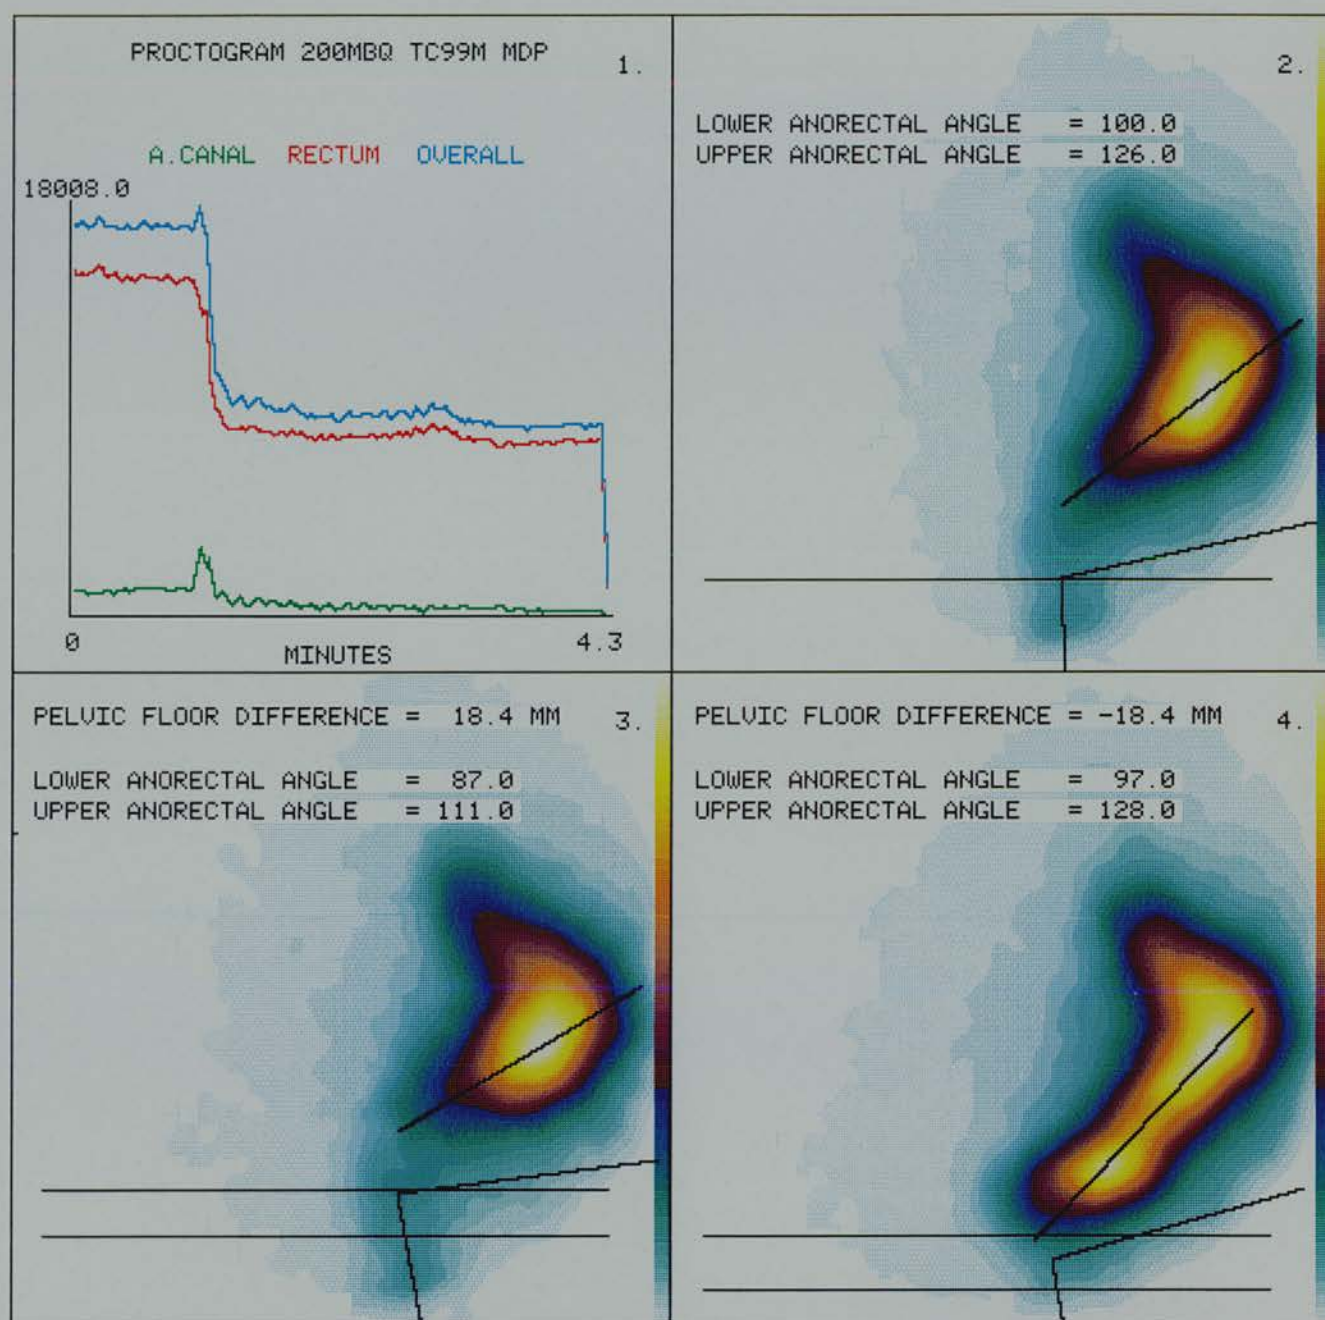 PROCTOGRAM 200MBQ TC99M MDP
1.
A.CANAL RECTUM OVERALL
18008.0
0
4.3
MINUTES
2.
LOWER ANORECTAL ANGLE = 100.0
UPPER ANORECTAL ANGLE = 126.0
PELVIC FLOOR DIFFERENCE = 18.4 MM
3.
LOWER ANORECTAL ANGLE = 87.0
UPPER ANORECTAL ANGLE = 111.0
PELVIC FLOOR DIFFERENCE = -18.4 MM
4.
LOWER ANORECTAL ANGLE = 97.0
UPPER ANORECTAL ANGLE = 128.0